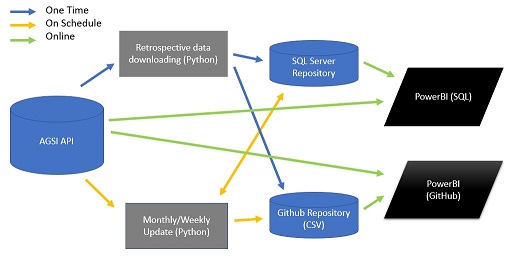 One Time
On Schedule
Online
Retrospective data
downloading (Python)
SQL Server
Repository
PowerBI (SQL)
AGSI API
Monthly/Weekly
Update (Python)
Github Repository
(CSV)
PowerBI
(GitHub)